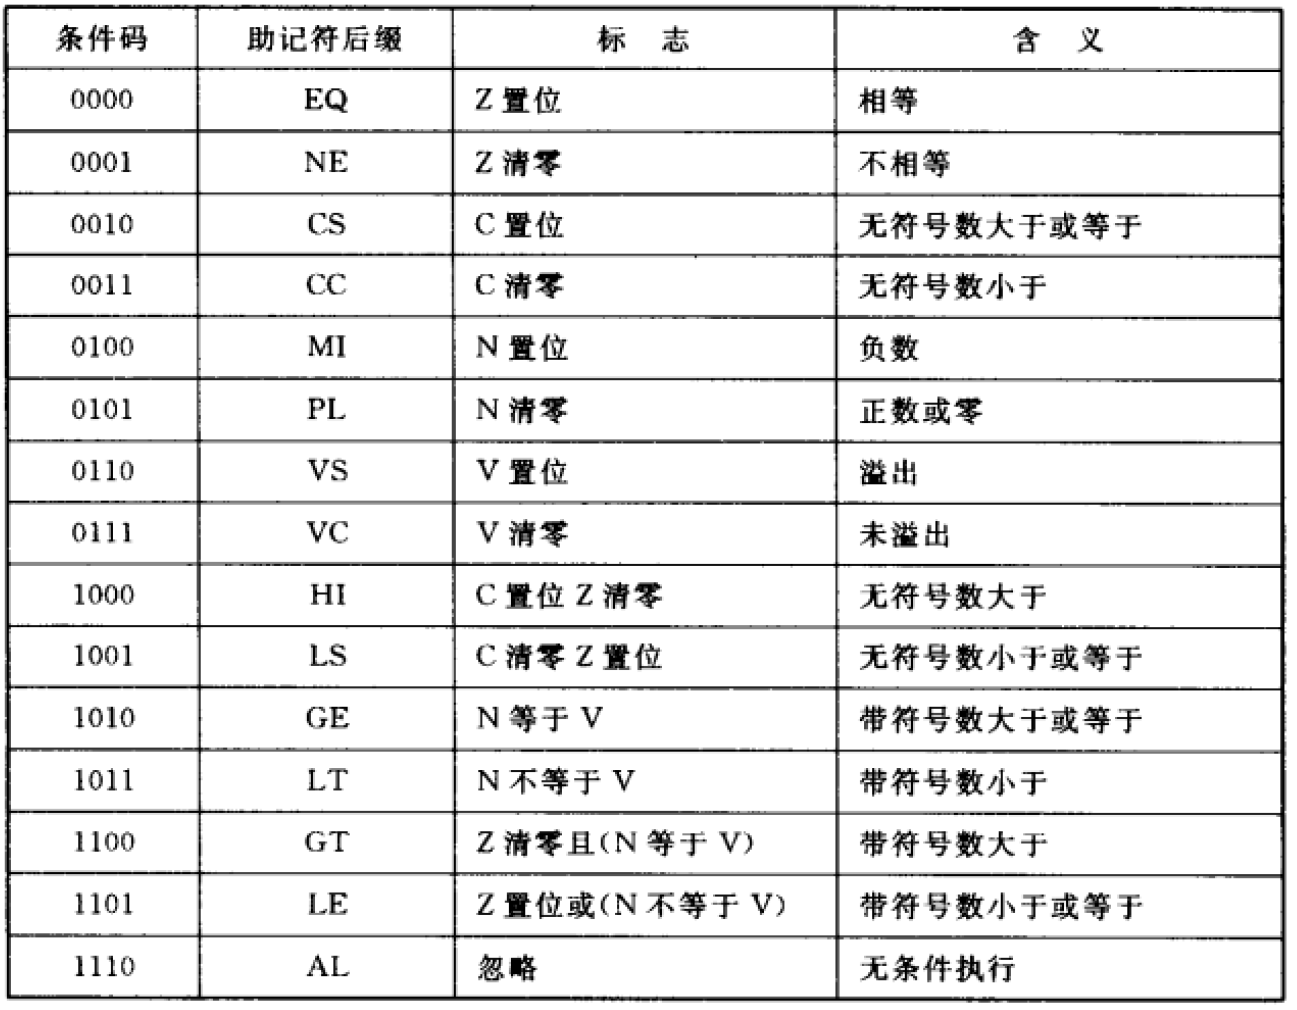 条件码 助记符后缀 标 志 含 义
0000 EQ Z 置位 相等
0001 NE Z 清零 不相等
0010 CS C 置位 无符号数大于或等于
0011 CC C 清零 无符号数小于
0100 MI N 置位 负数
0101 PL N 清零 正数或零
0110 VS V 置位 溢出
0111 VC V 清零 未溢出
1000 HI C 置位 Z 清零 无符号数大于
1001 LS C 清零 Z 置位 无符号数小于或等于
1010 GE N 等于 V 带符号数大于或等于
1011 LT N 不等于 V 带符号数小于
1100 GT Z 清零且(N 等于 V) 带符号数大于
1101 LE Z 置位或(N 不等于 V) 带符号数小于或等于
1110 AL 忽略 无条件执行